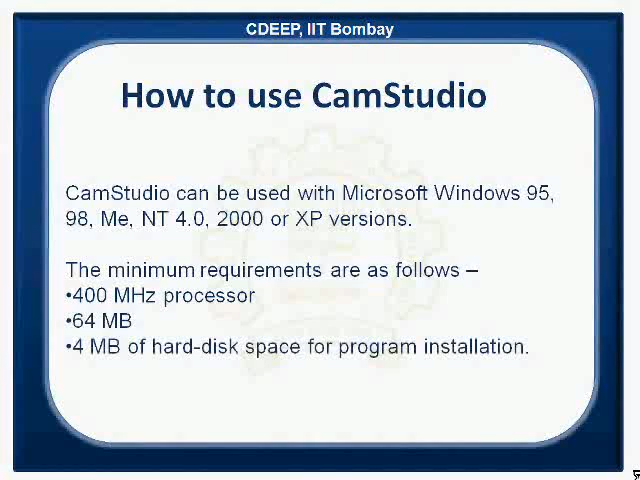 CDEEP, IIT Bombay
How to use CamStudio
CamStudio can be used with Microsoft Windows 95,
98, Me, NT 4.0, 2000 or XP versions.
The minimum requirements are as follows –
•400 MHz processor
•64 MB
•4 MB of hard-disk space for program installation.